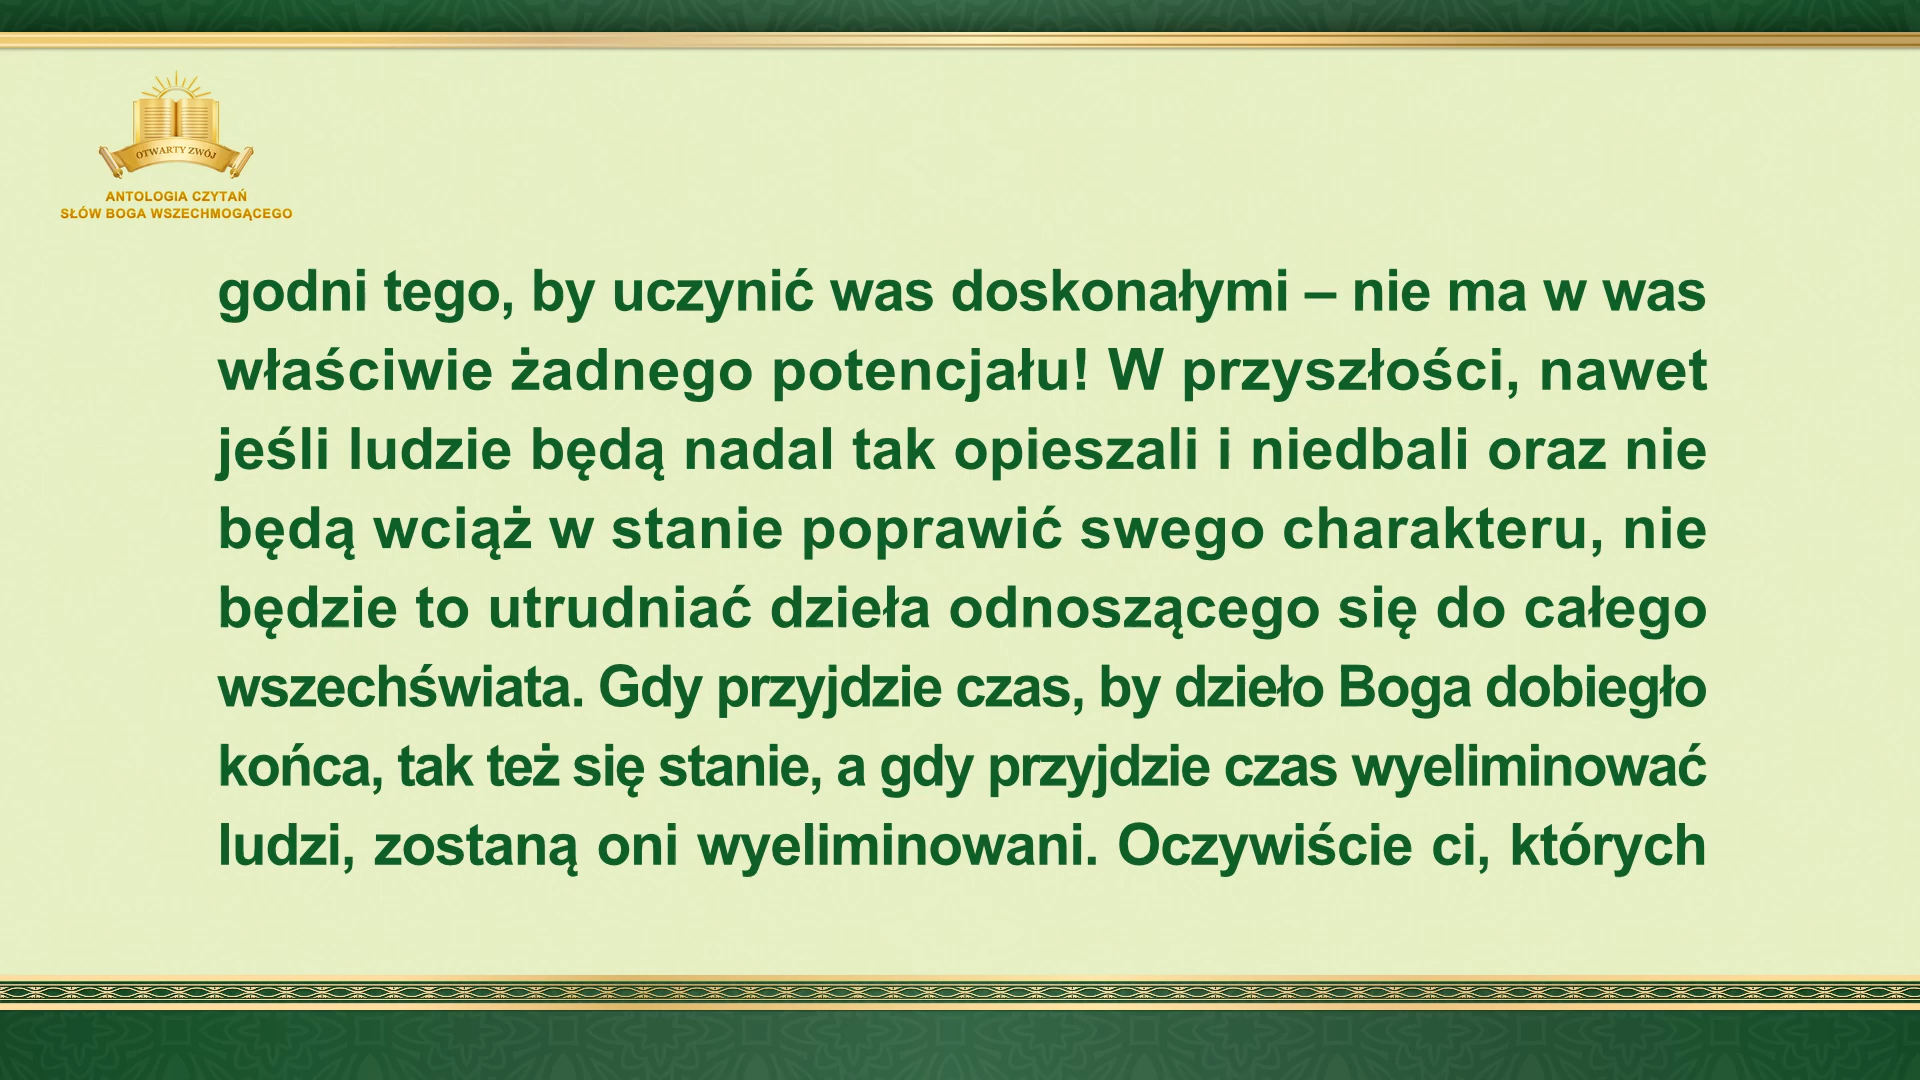 OTWARTY ZWÓJ
ANTOLOGIA CZYTAŃ
SŁÓW BOGA WSZECHMOGĄCEGO
godni tego, by uczynić was doskonałymi – nie ma w was
właściwie żadnego potencjału! W przyszłości, nawet
jeśli ludzie będą nadal tak opieszali i niedbali oraz nie
będą wciąż w stanie poprawić swego charakteru, nie
będzie to utrudniać dzieła odnoszącego się do całego
wszechświata. Gdy przyjdzie czas, by dzieło Boga dobiegło
końca, tak też się stanie, a gdy przyjdzie czas wyeliminować
ludzi, zostaną oni wyeliminowani. Oczywiście ci, których